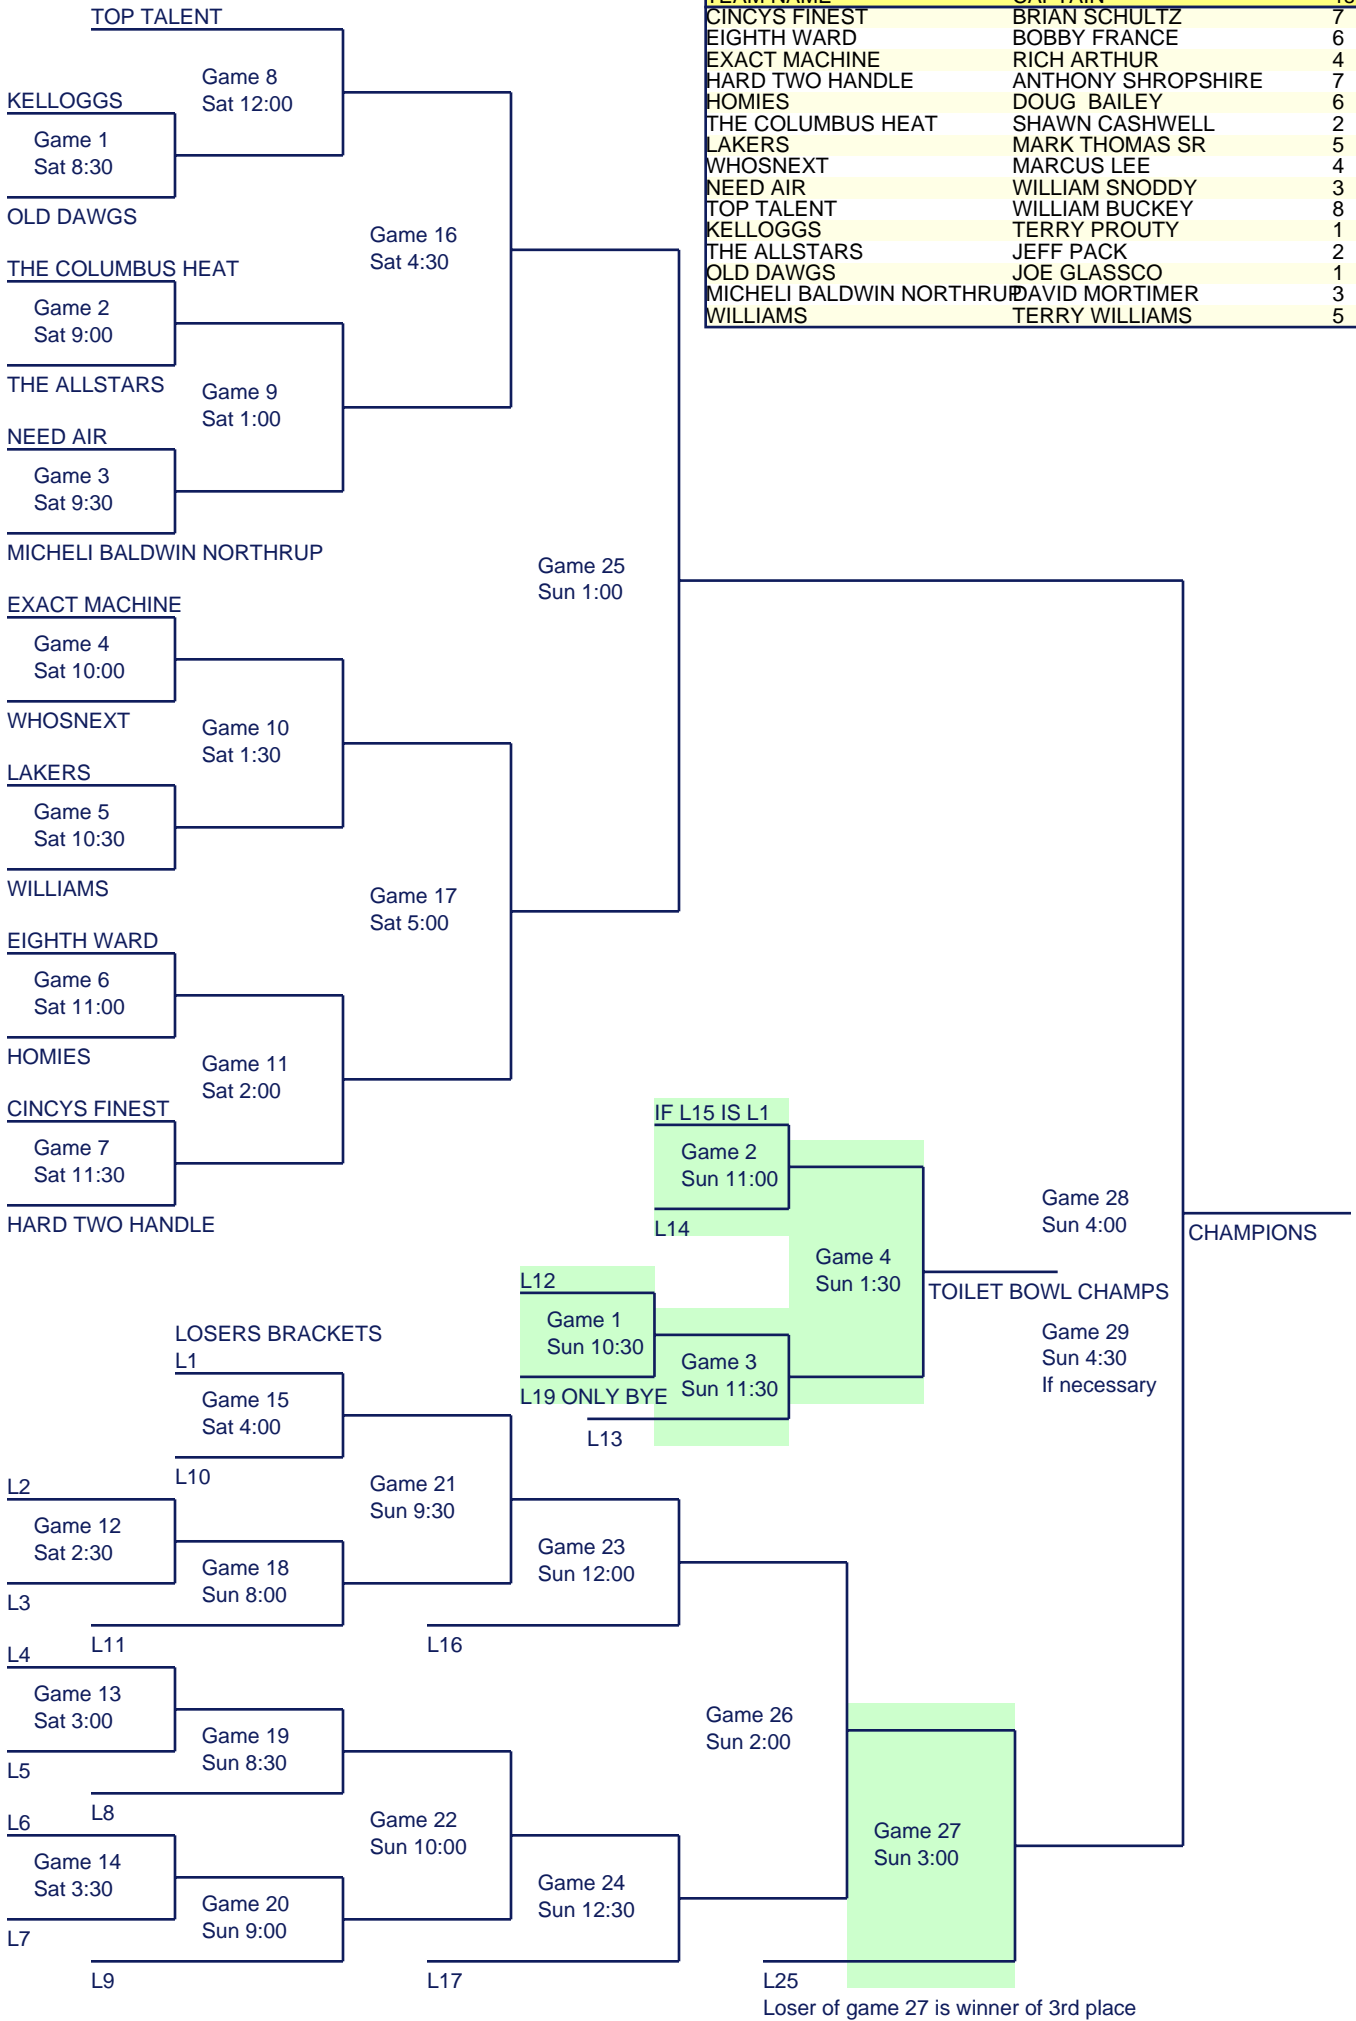 TOP TALENT
Game 8
Sat 12:00
KELLOGGS
Game 1
Sat 8:30
OLD DAWGS
Game 16
Sat 4:30
THE COLUMBUS HEAT
Game 2
Sat 9:00
THE ALLSTARS
Game 9
Sat 1:00
NEED AIR
Game 3
Sat 9:30
MICHELI BALDWIN NORTHRUP
Game 25
Sun 1:00
EXACT MACHINE
Game 4
Sat 10:00
WHOSNEXT
Game 10
Sat 1:30
LAKERS
Game 5
Sat 10:30
WILLIAMS
Game 17
Sat 5:00
EIGHTH WARD
Game 6
Sat 11:00
HOMIES
Game 11
Sat 2:00
CINCYS FINEST
Game 7
Sat 11:30
HARD TWO HANDLE
TEAM NAME CAPTAIN
CINCYS FINEST BRIAN SCHULTZ 7
EIGHTH WARD BOBBY FRANCE 6
EXACT MACHINE RICH ARTHUR 4
HARD TWO HANDLE ANTHONY SHROPSHIRE 7
HOMIES DOUG  BAILEY 6
THE COLUMBUS HEAT SHAWN CASHWELL 2
LAKERS MARK THOMAS SR 5
WHOSNEXT MARCUS LEE 4
NEED AIR WILLIAM SNODDY 3
TOP TALENT WILLIAM BUCKEY 8
KELLOGGS TERRY PROUTY 1
THE ALLSTARS JEFF PACK 2
OLD DAWGS JOE GLASSCO 1
MICHELI BALDWIN NORTHRUP DAVID MORTIMER 3
WILLIAMS TERRY WILLIAMS 5
IF L15 IS L1
Game 2
Sun 11:00
L14
Game 4
Sun 1:30
L12
Game 1
Sun 10:30
L19 ONLY BYE
Game 3
Sun 11:30
L13
TOILET BOWL CHAMPS
Game 28
Sun 4:00
CHAMPIONS
Game 29
Sun 4:30
If necessary
LOSERS BRACKETS
L1
Game 15
Sat 4:00
L10
Game 21
Sun 9:30
L2
Game 12
Sat 2:30
L3
Game 18
Sun 8:00
L11
Game 23
Sun 12:00
L16
L4
Game 13
Sat 3:00
L5
Game 19
Sun 8:30
L8
Game 26
Sun 2:00
L6
Game 14
Sat 3:30
L7
Game 22
Sun 10:00
Game 20
Sun 9:00
L9
Game 24
Sun 12:30
L17
Game 27
Sun 3:00
L25
Loser of game 27 is winner of 3rd place